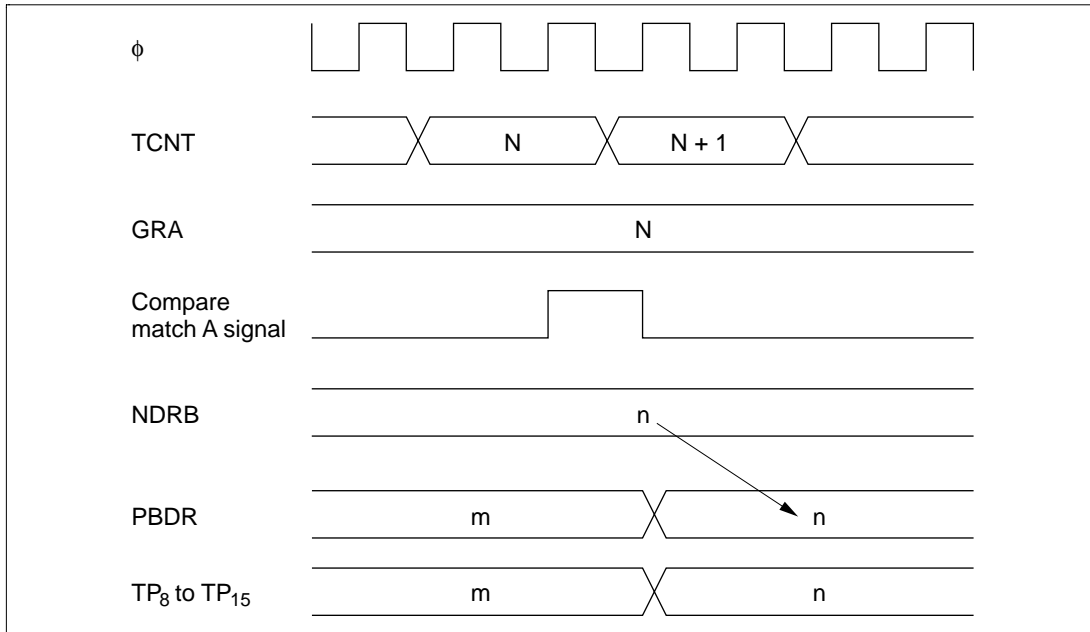 ϕ
TCNT
N
N + 1
GRA
N
Compare
match A signal
NDRB
n
PBDR
m
n
TP8 to TP15
m
n